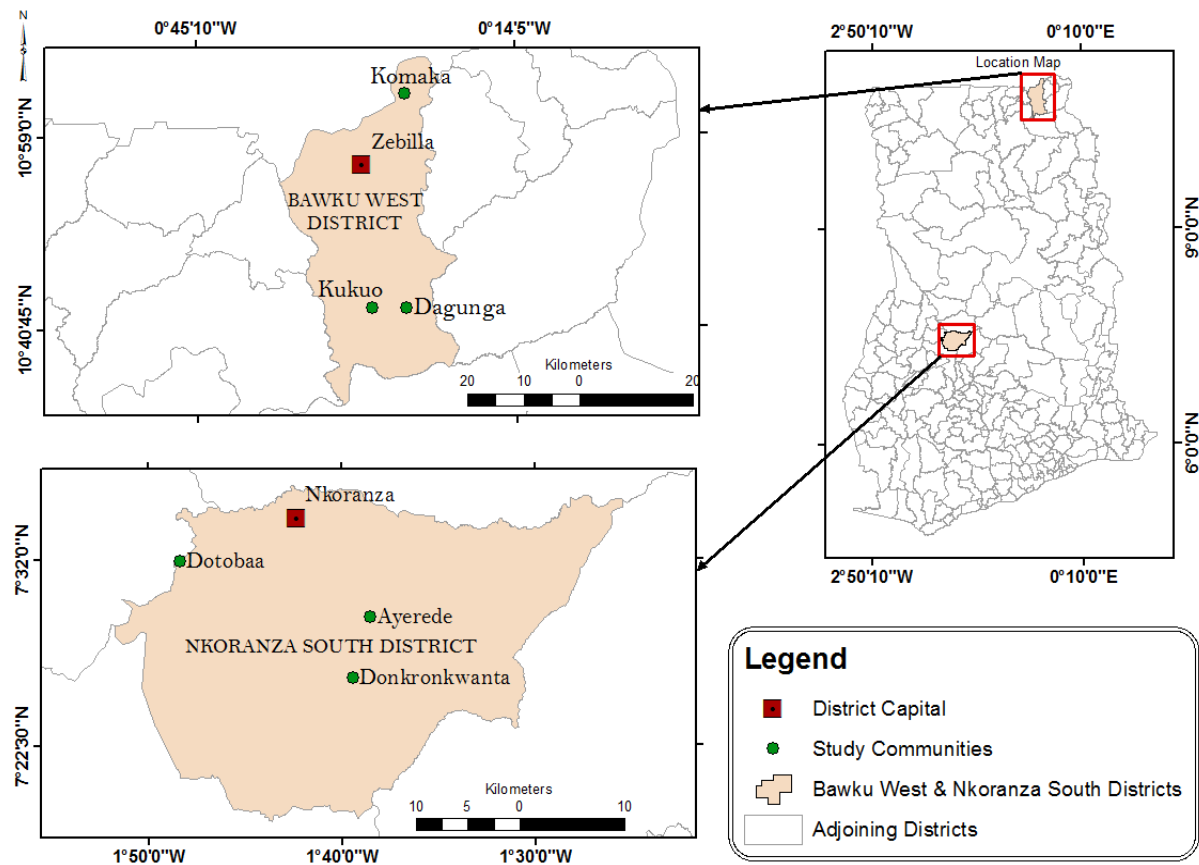 N
S
0°45'10"W
0°14'5"W
10°59'0"N
10°40'45"N
Komaka
Zebilla
BAWKU WEST
DISTRICT
Kukuo
Dagunga
Kilometers
20 10 0 20
2°50'10"W
0°10'0"E
Location Map
9°0'0"N
6°0'0"N
2°50'10"W
0°10'0"E
7°32'0"N
7°22'30"N
Nkoranza
Dotobaa
Ayerede
NKORANZA SOUTH DISTRICT
Donkronkwanta
Kilometers
10 5 0 10
1°50'0"W
1°40'0"W
1°30'0"W
Legend
District Capital
Study Communities
Bawku West & Nkoranza South Districts
Adjoining Districts